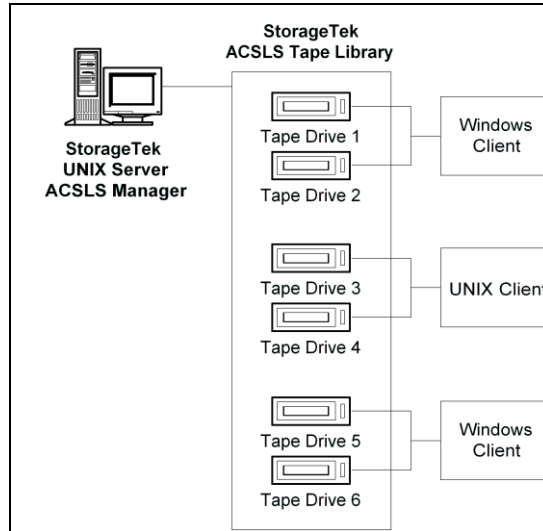 StorageTek
ACSLS Tape Library
StorageTek
UNIX Server
ACSLS Manager
Tape Drive 1
Tape Drive 2
Windows
Client
Tape Drive 3
Tape Drive 4
UNIX Client
Tape Drive 5
Tape Drive 6
Windows
Client